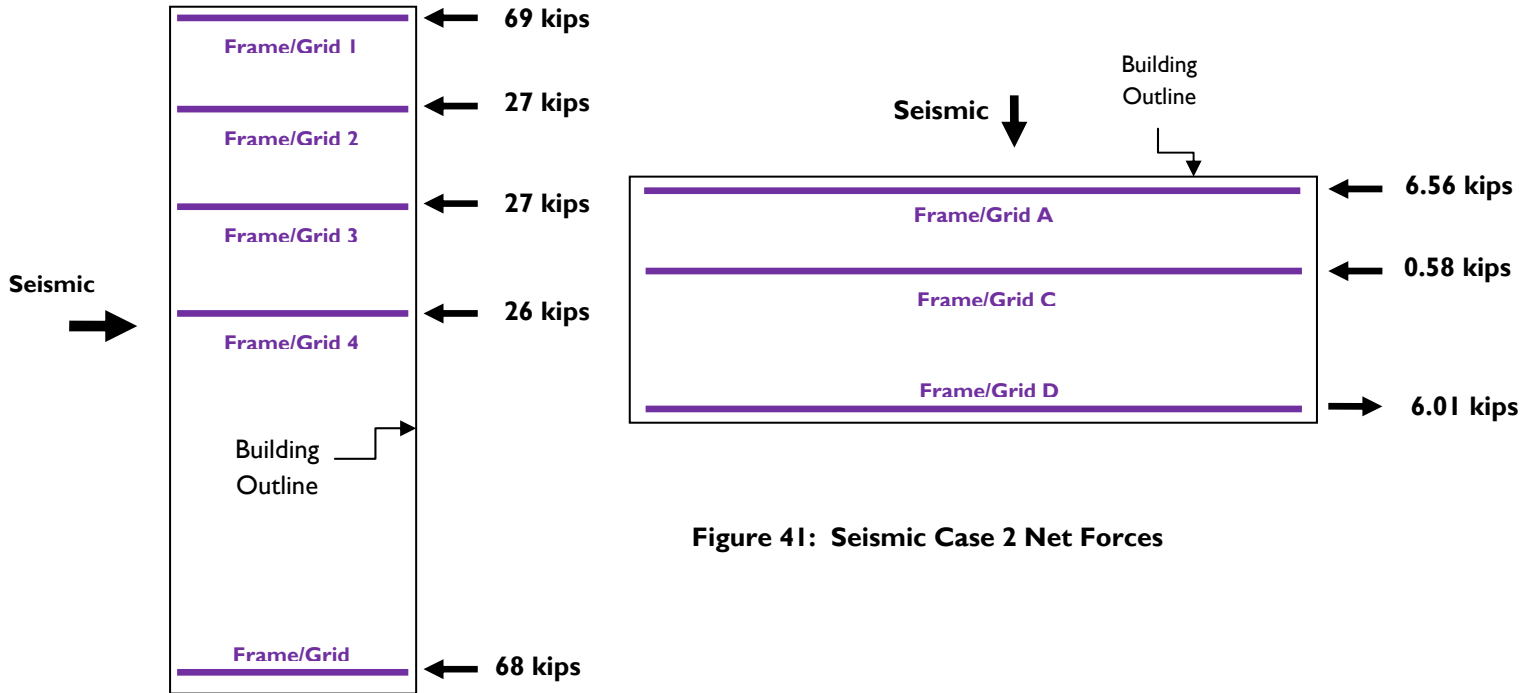 69 kips
Frame/Grid 1
27 kips
Frame/Grid 2
27 kips
Frame/Grid 3
Seismic
26 kips
Frame/Grid 4
Building
Outline
Frame/Grid
68 kips
Building
Outline
Seismic
6.56 kips
Frame/Grid A
0.58 kips
Frame/Grid C
Frame/Grid D
6.01 kips
Figure 41: Seismic Case 2 Net Forces